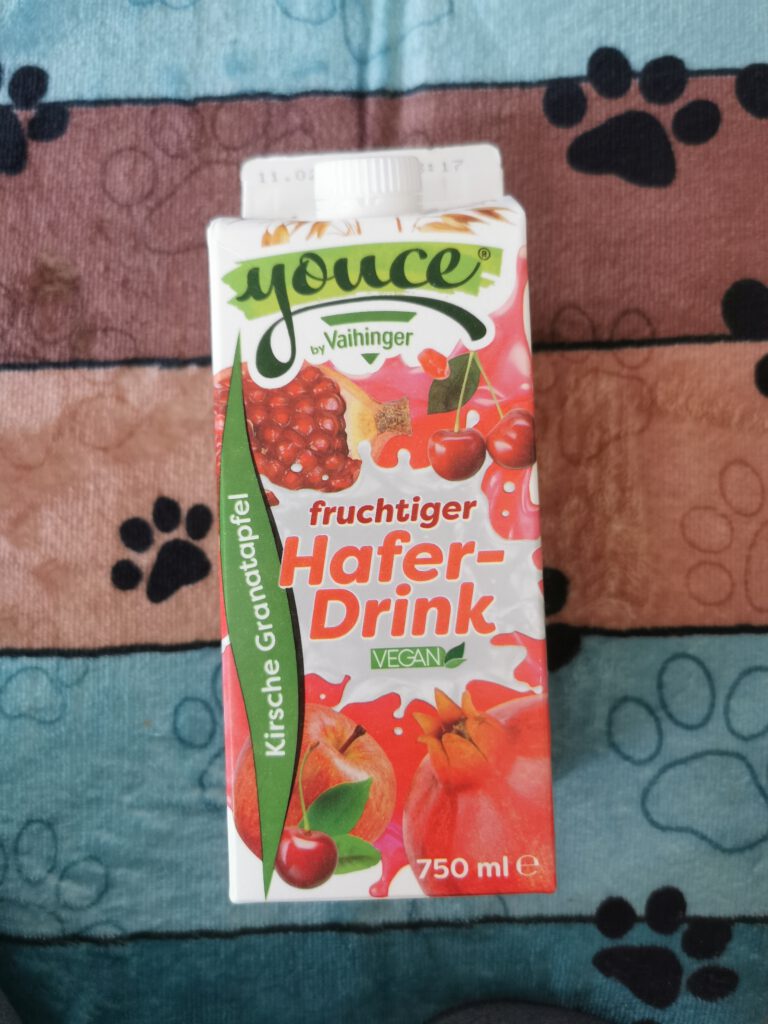 youce®
by Vaihinger
fruchtiger
Hafer-
Drink
VEGAN
Kirsche Granatapfel
750 ml ℮